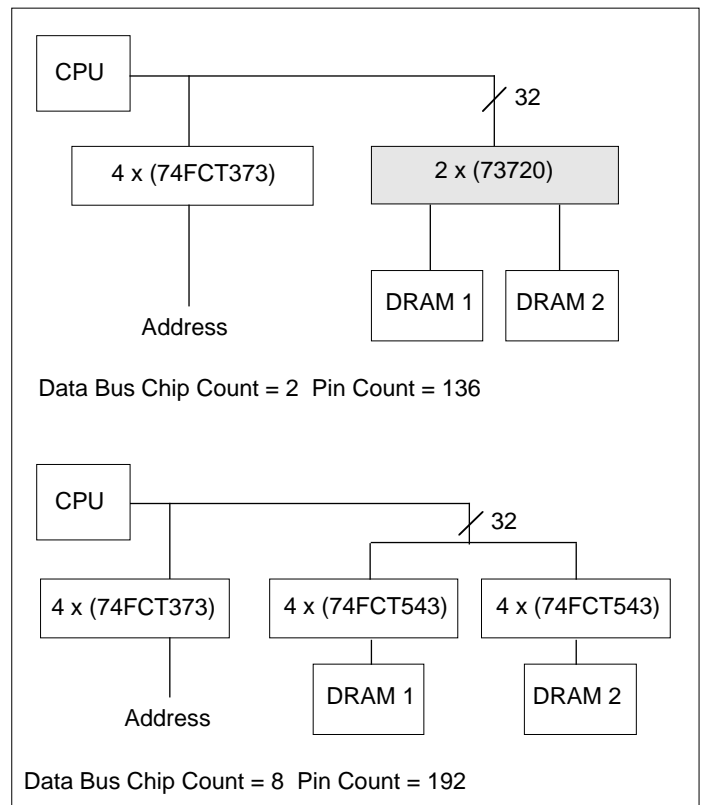 CPU
32
4 x (74FCT373)
2 x (73720)
DRAM 1
DRAM 2
Address
Data Bus Chip Count = 2 Pin Count = 136
CPU
32
4 x (74FCT373)
4 x (74FCT543)
4 x (74FCT543)
DRAM 1
DRAM 2
Address
Data Bus Chip Count = 8 Pin Count = 192